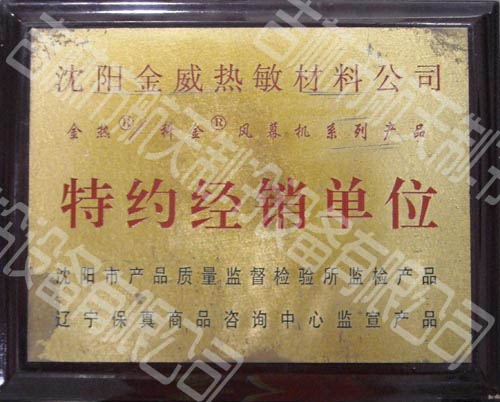 沈阳金威热敏材料公司
金热®/科金®风幕机系列产品
特约经销单位
沈阳市产品质量监督检验所监检产品
辽宁保真商品咨询中心监宣产品